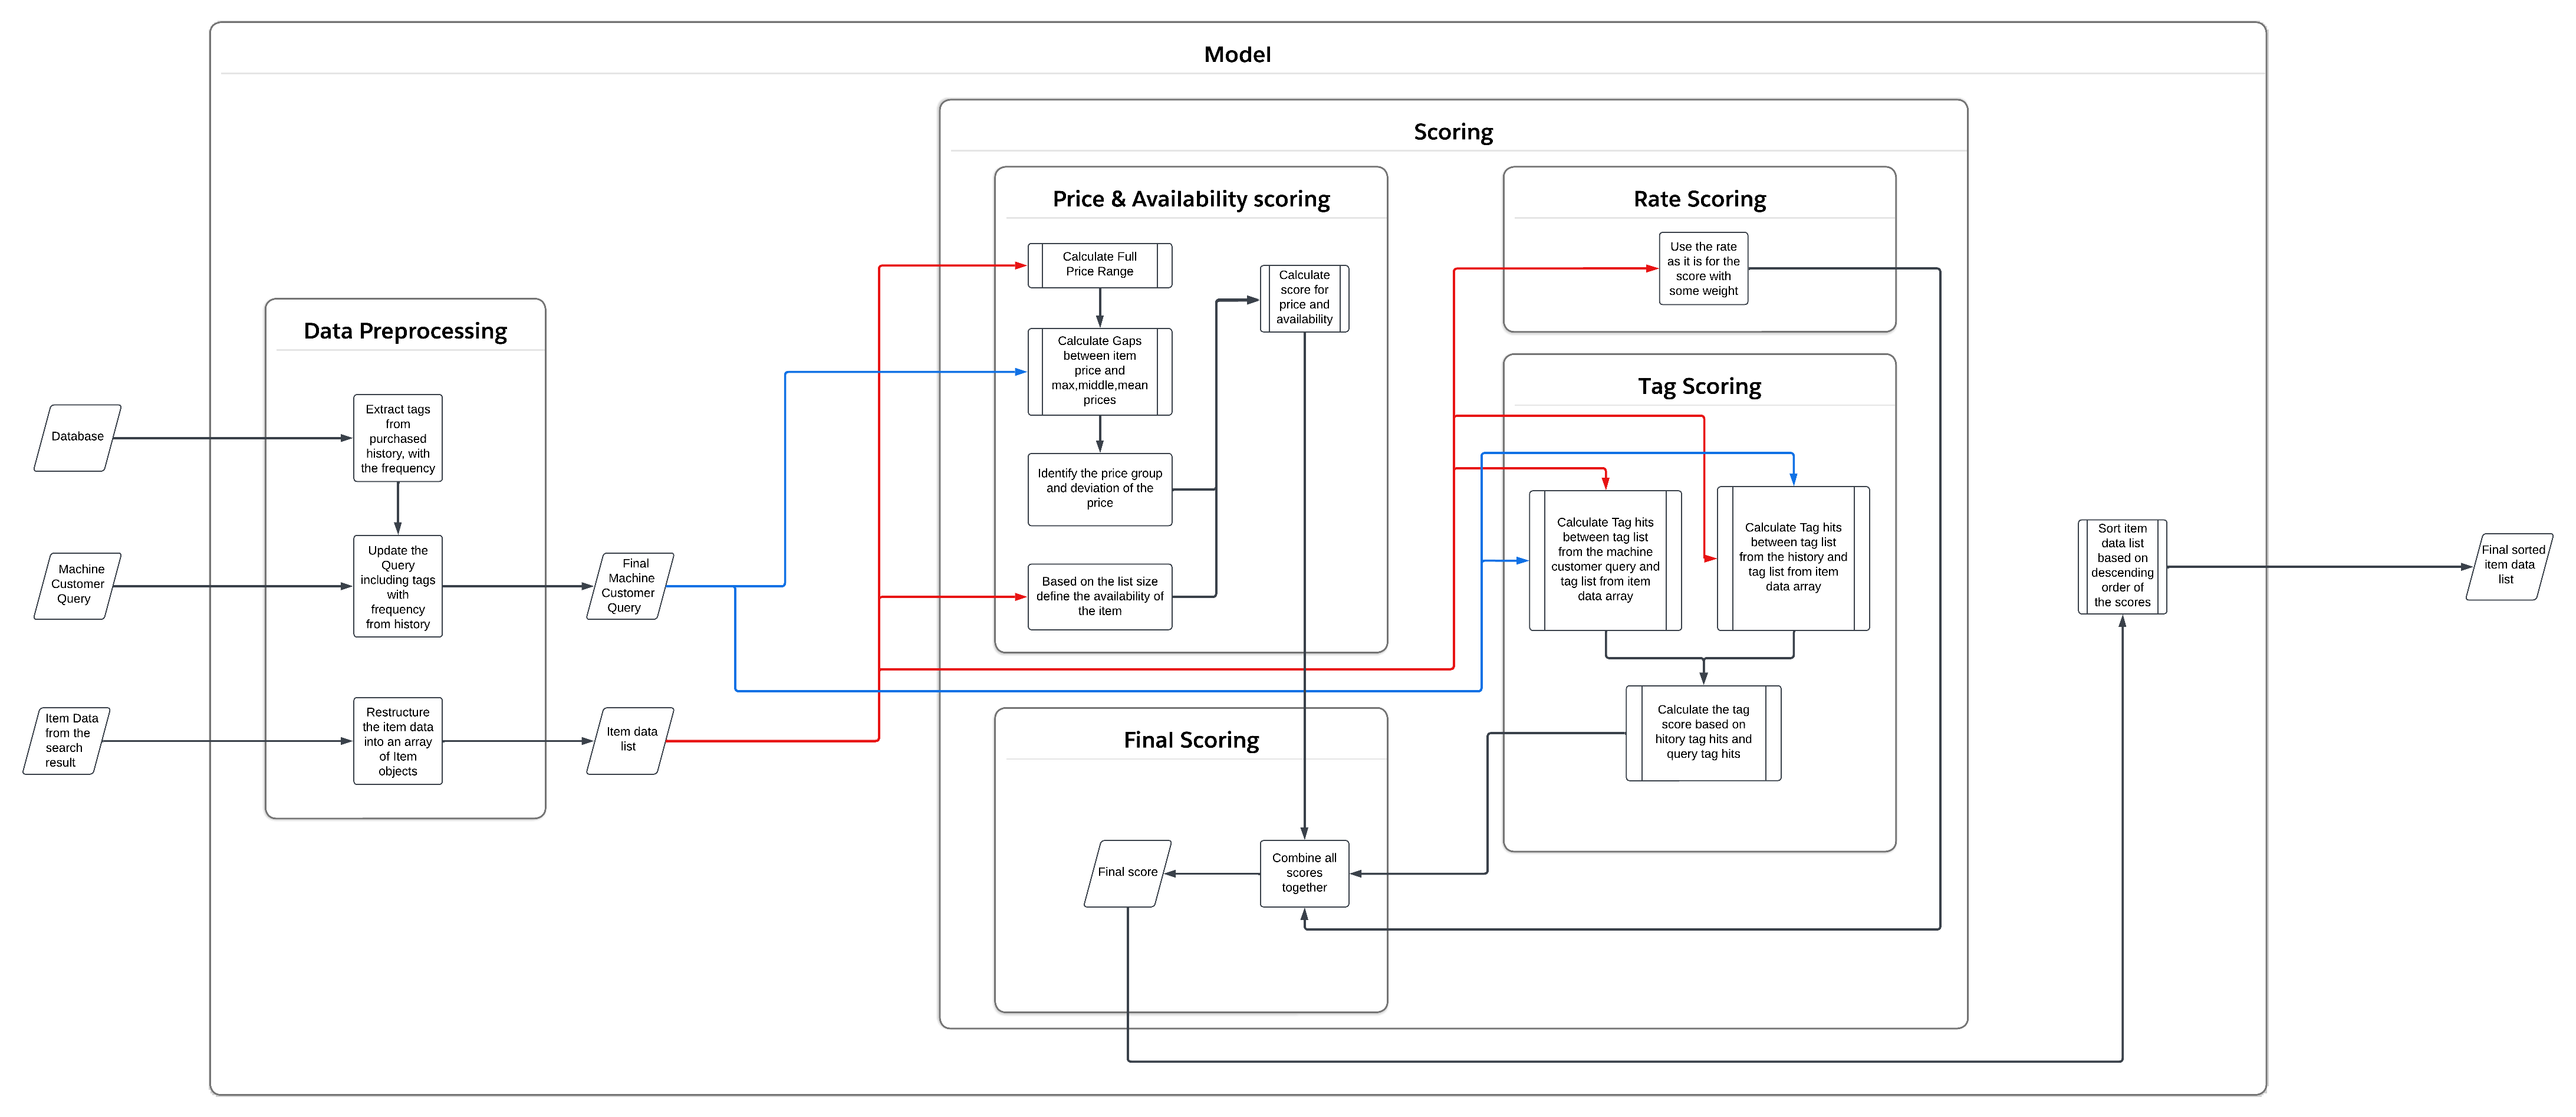 Model
Scoring
Price & Availability scoring
Rate Scoring
Calculate Full
Price Range
Calculate
score for
price and
availability
Use the rate
as it is for the
score with
some weight
Data Preprocessing
Calculate Gaps
between item
price and
max,middle,mean
prices
Tag Scoring
Database
Extract tags
from
purchased
history, with
the frequency
Identify the price group
and deviation of the
price
Machine
Customer
Query
Update the
Query
including tags
with
frequency
from history
Final
Machine
Customer
Query
Based on the list size
define the availability of
the item
Calculate Tag hits
between tag list
from the machine
customer query and
tag list from item
data array
Calculate Tag hits
between tag list
from the history and
tag list from item
data array
Sort item
data list
based on
descending
order of
the scores
Final sorted
item data
list
Item Data
from the
search
result
Restructure
the item data
into an array
of Item
objects
Item data
list
Final Scoring
Calculate the tag
score based on
hitory tag hits and
query tag hits
Final score
Combine all
scores
together